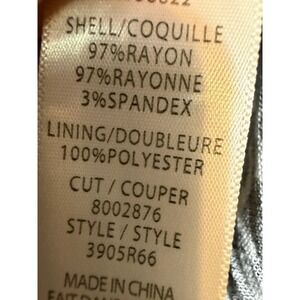 SHELL/COQUILLE
97%RAYON
97%RAYONNE
3%SPANDEX
LINING/DOUBLEURE
100%POLYESTER
CUT / COUPER
8002876
STYLE / STYLE
3905R66
MADE IN CHINA